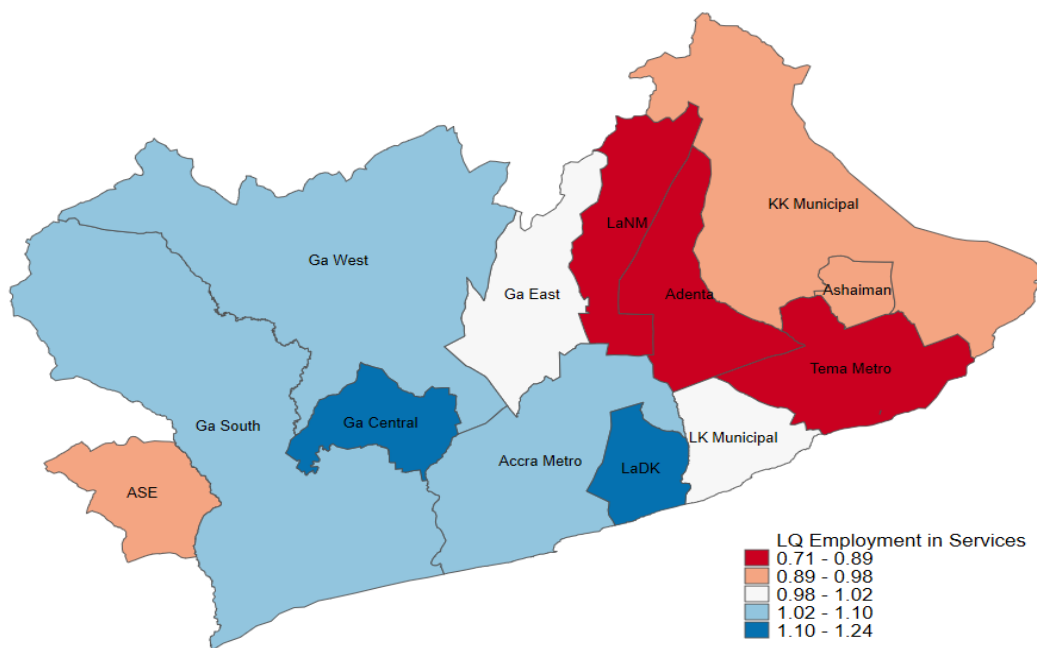 KK Municipal
LaNM
Ga West
Ashaiman
Ga East
Adenta
Tema Metro
Ga Central
Ga South
LK Municipal
Accra Metro
LaDK
ASE
LQ Employment in Services
0.71 - 0.89
0.89 - 0.98
0.98 - 1.02
1.02 - 1.10
1.10 - 1.24